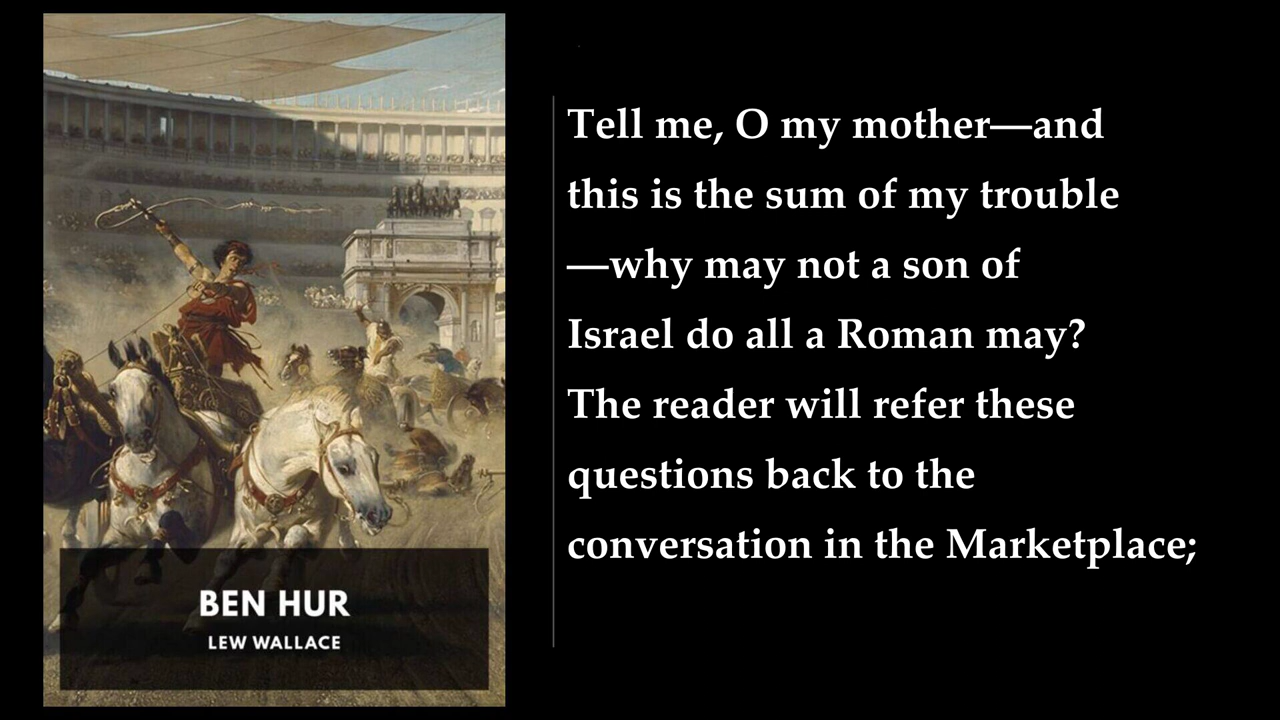 BEN HUR
LEW WALLACE
Tell me, O my mother—and
this is the sum of my trouble
—why may not a son of
Israel do all a Roman may?
The reader will refer these
questions back to the
conversation in the Marketplace;